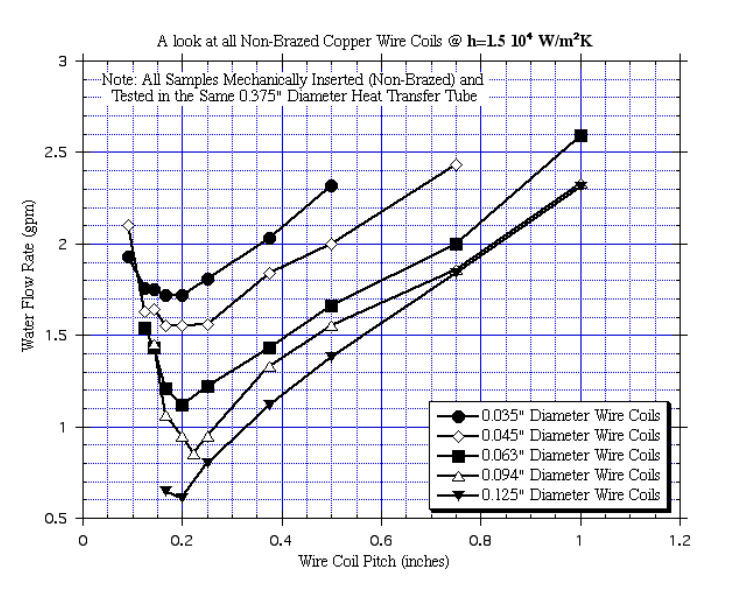 A look at all Non-Brazed Copper Wire Coils @ h=1.5 10⁴ W/m²K
Note: All Samples Mechanically Inserted (Non-Brazed) and
Tested in the Same 0.375" Diameter Heat Transfer Tube
3
2.5
2
1.5
1
0.5
Water Flow Rate (gpm)
0.035" Diameter Wire Coils
0.045" Diameter Wire Coils
0.063" Diameter Wire Coils
0.094" Diameter Wire Coils
0.125" Diameter Wire Coils
0 0.2 0.4 0.6 0.8 1 1.2
Wire Coil Pitch (inches)